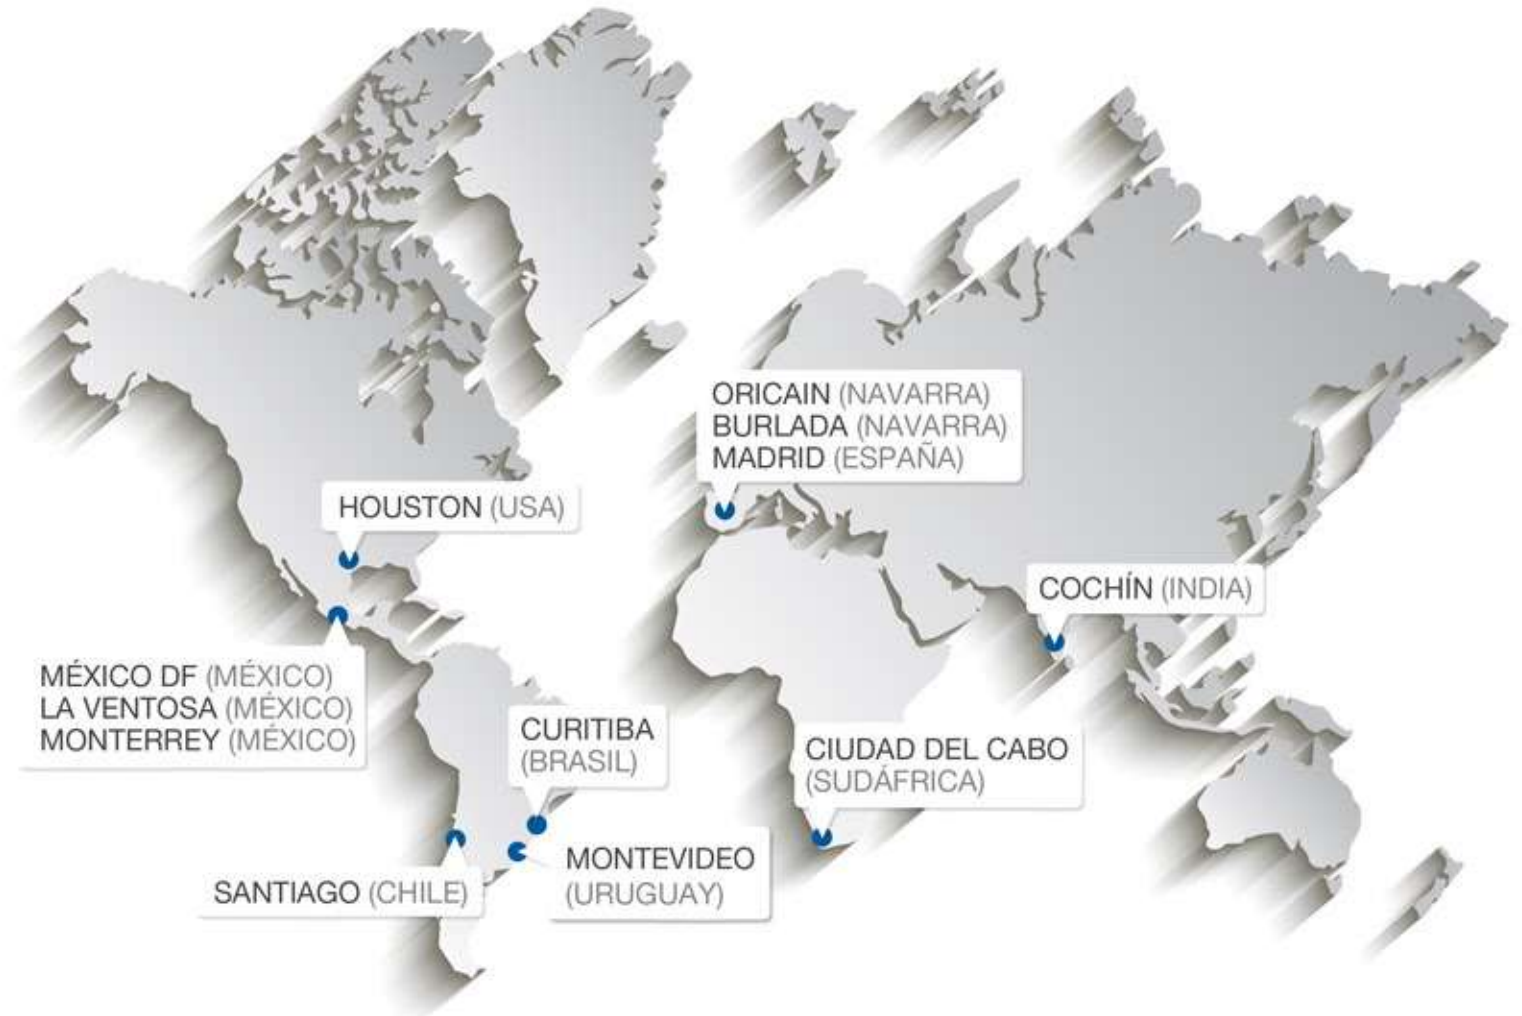 ORICAIN (NAVARRA)
BURLADA (NAVARRA)
MADRID (ESPAÑA)
HOUSTON (USA)
COCHÍN (INDIA)
MÉXICO DF (MÉXICO)
LA VENTOSA (MÉXICO)
MONTERREY (MÉXICO)
CURITIBA
(BRASIL)
CIUDAD DEL CABO
(SUDÁFRICA)
MONTEVIDEO
(URUGUAY)
SANTIAGO (CHILE)